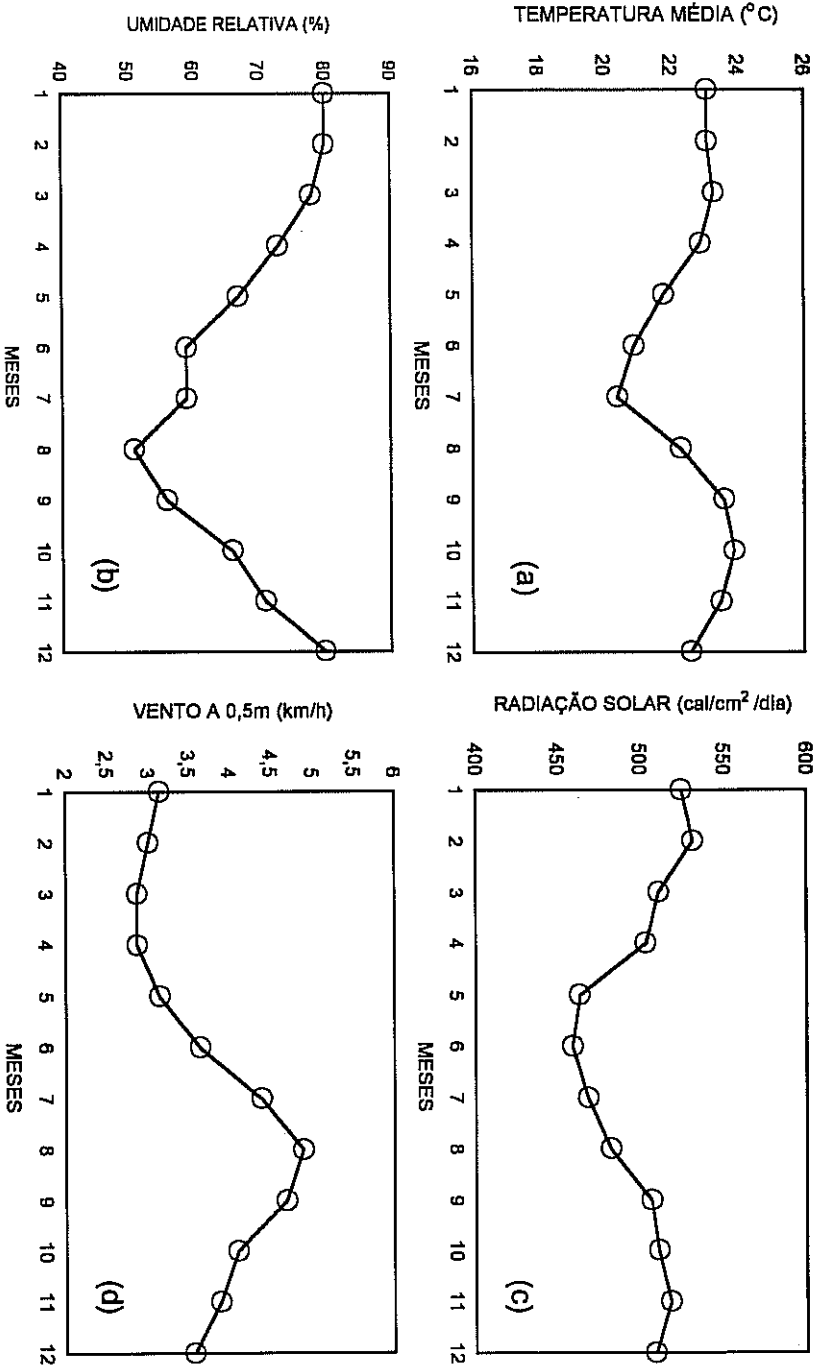 TEMPERATURA MÉDIA (°C)
16 20 22 24 26
1 2 3 4 5 6 7 8 9 10 11 12
MESES
(a)
UMIDADE RELATIVA (%)
40 50 60 70 80 90
1 2 3 4 5 6 7 8 9 10 11 12
MESES
(b)
RADIAÇÃO SOLAR (cal/cm² /dia)
400 450 500 550 600
1 2 3 4 5 6 7 8 9 10 11 12
MESES
(c)
VENTO A 0,5m (km/h)
2 2,5 3 3,5 4 4,5 5 5,5 6
1 2 3 4 5 6 7 8 9 10 11 12
MESES
(d)